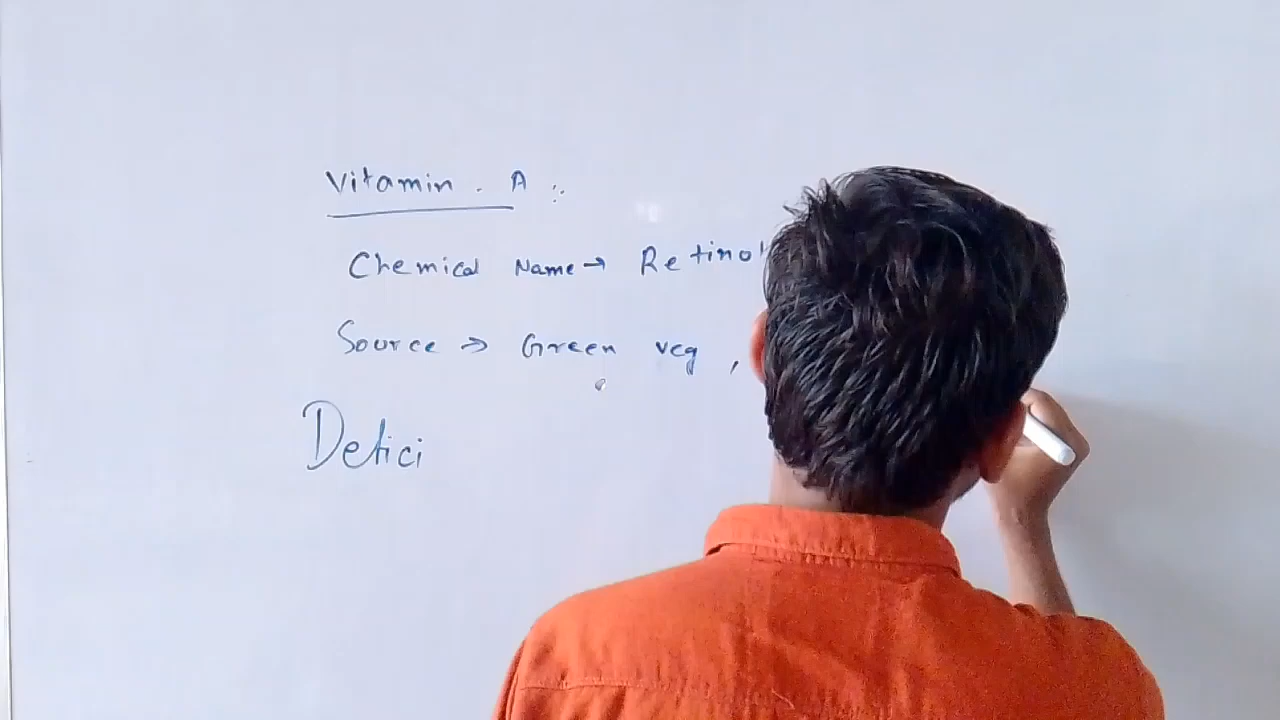 Vitamin . A :.
Chemical Name → Retinol
Source → Green veg ,
Defici